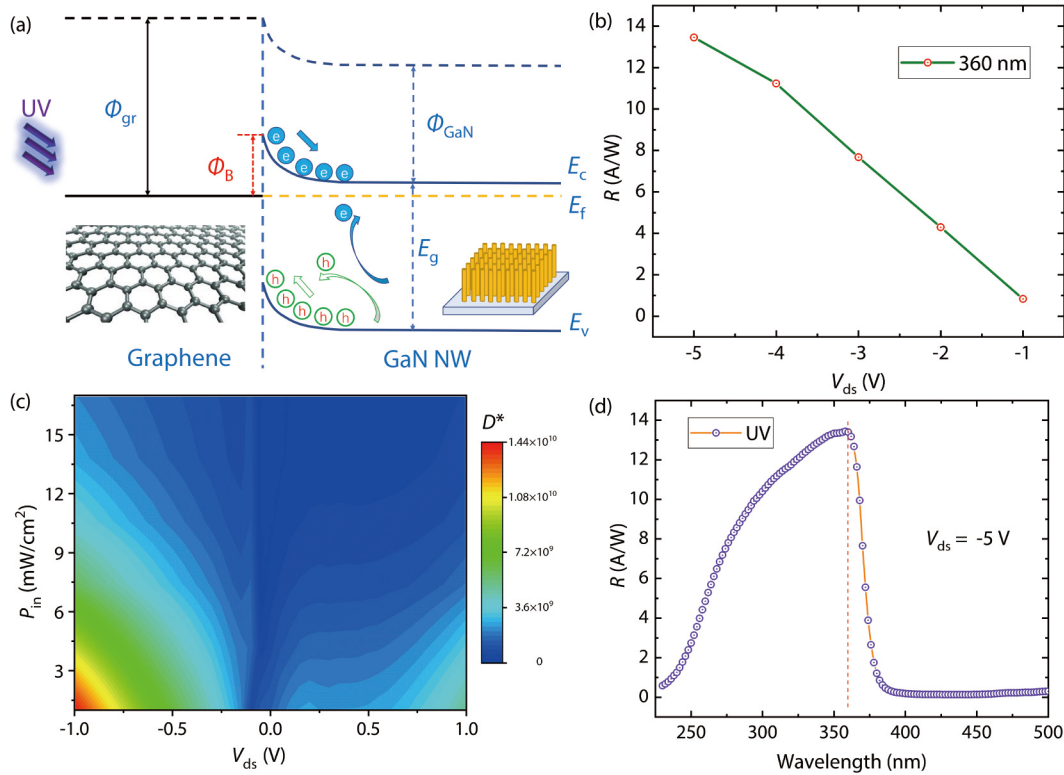 (a)
UV
Φgr
ΦB
ΦGaN
e e e e e e
Ec
Ef
e
Eg
h
h h h h h
Ev
Graphene
GaN NW
(b)
14
12
10
8
6
4
2
0
R (A/W)
360 nm
-5 -4 -3 -2 -1
Vds (V)
(c)
15
12
9
6
3
Pin (mW/cm²)
-1.0 -0.5 0.0 0.5 1.0
Vds (V)
D*
1.44×10¹⁰
1.08×10¹⁰
7.2×10⁹
3.6×10⁹
0
(d)
14
12
10
8
6
4
2
0
R (A/W)
UV
Vds = -5 V
250 300 350 400 450 500
Wavelength (nm)